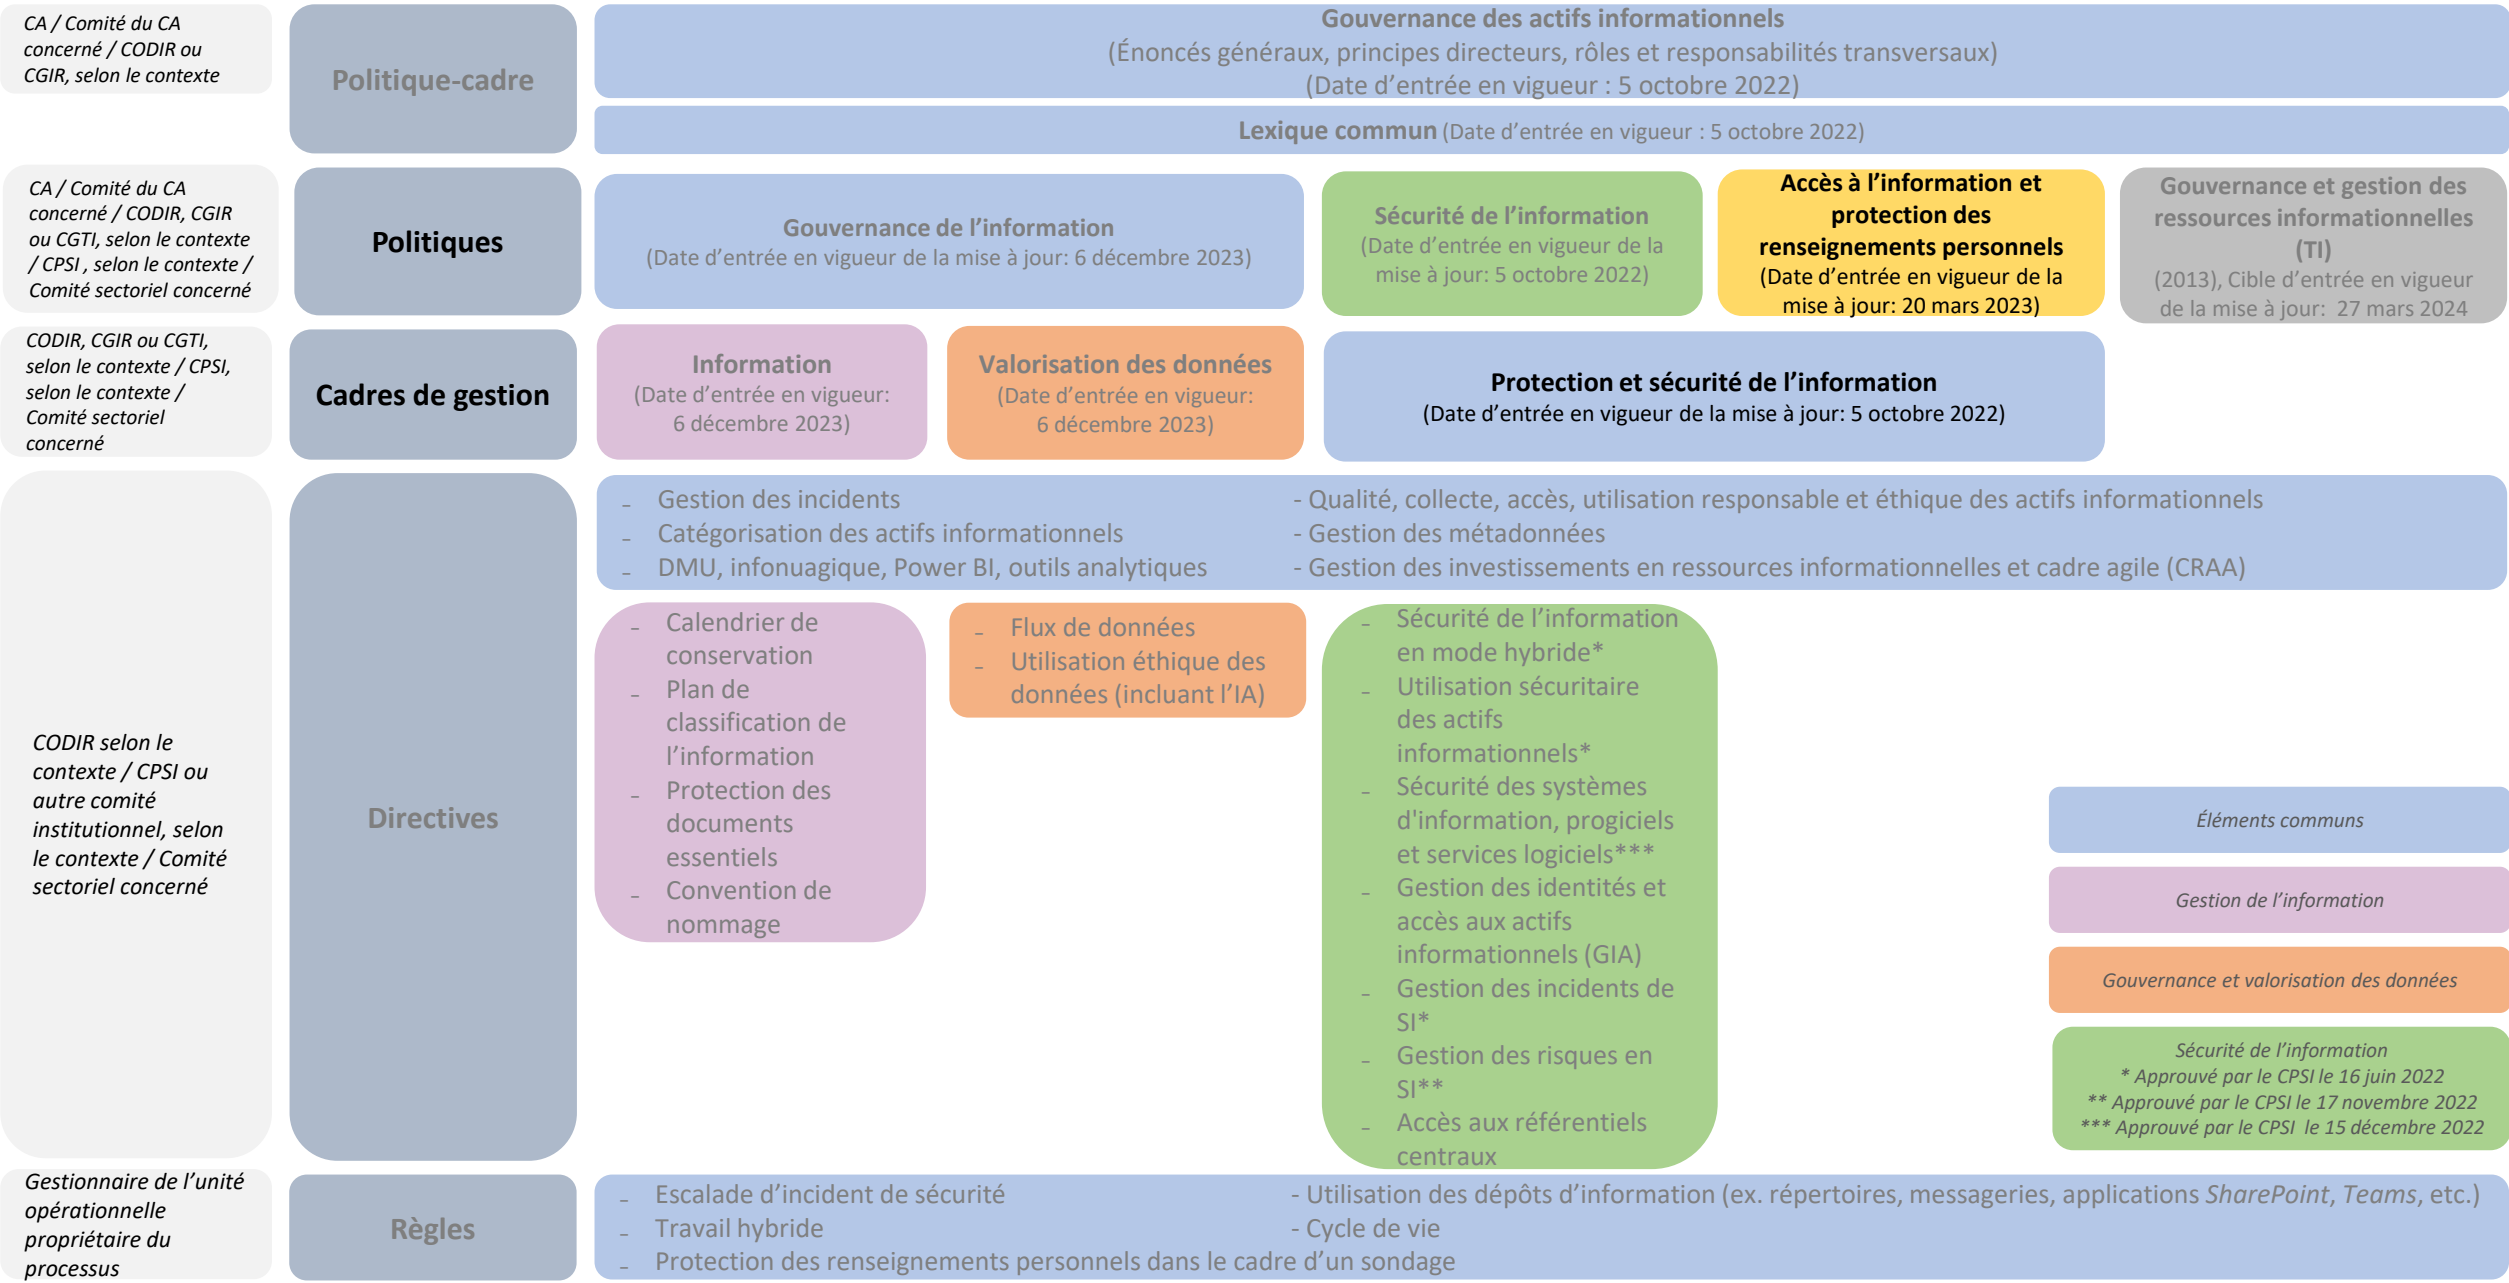 CA / Comité du CA
concerné / CODIR ou
CGIR, selon le contexte
Politique-cadre
Gouvernance des actifs informationnels
(Énoncés généraux, principes directeurs, rôles et responsabilités transversaux)
(Date d’entrée en vigueur : 5 octobre 2022)
Lexique commun (Date d’entrée en vigueur : 5 octobre 2022)
CA / Comité du CA
concerné / CODIR, CGIR
ou CGTI, selon le contexte
/ CPSI , selon le contexte /
Comité sectoriel concerné
Politiques
Gouvernance de l’information
(Date d’entrée en vigueur de la mise à jour: 6 décembre 2023)
Sécurité de l’information
(Date d’entrée en vigueur de la
mise à jour: 5 octobre 2022)
Accès à l’information et
protection des
renseignements personnels
(Date d’entrée en vigueur de la
mise à jour: 20 mars 2023)
Gouvernance et gestion des
ressources informationnelles
(TI)
(2013), Cible d’entrée en vigueur
de la mise à jour:  27 mars 2024
CODIR, CGIR ou CGTI,
selon le contexte / CPSI,
selon le contexte /
Comité sectoriel
concerné
Cadres de gestion
Information
(Date d’entrée en vigueur:
6 décembre 2023)
Valorisation des données
(Date d’entrée en vigueur:
6 décembre 2023)
Protection et sécurité de l’information
(Date d’entrée en vigueur de la mise à jour: 5 octobre 2022)
CODIR selon le
contexte / CPSI ou
autre comité
institutionnel, selon
le contexte / Comité
sectoriel concerné
Directives
- Gestion des incidents
- Catégorisation des actifs informationnels
- DMU, infonuagique, Power BI, outils analytiques
- Qualité, collecte, accès, utilisation responsable et éthique des actifs informationnels
- Gestion des métadonnées
- Gestion des investissements en ressources informationnelles et cadre agile (CRAA)
- Calendrier de
conservation
- Plan de
classification de
l’information
- Protection des
documents
essentiels
- Convention de
nommage
- Flux de données
- Utilisation éthique des
données (incluant l’IA)
- Sécurité de l’information
en mode hybride*
- Utilisation sécuritaire
des actifs
informationnels*
- Sécurité des systèmes
d'information, progiciels
et services logiciels***
- Gestion des identités et
accès aux actifs
informationnels (GIA)
- Gestion des incidents de
SI*
- Gestion des risques en
SI**
- Accès aux référentiels
centraux
Éléments communs
Gestion de l’information
Gouvernance et valorisation des données
Sécurité de l’information
* Approuvé par le CPSI le 16 juin 2022
** Approuvé par le CPSI le 17 novembre 2022
*** Approuvé par le CPSI  le 15 décembre 2022
Gestionnaire de l’unité
opérationnelle
propriétaire du
processus
Règles
- Escalade d’incident de sécurité
- Travail hybride
- Protection des renseignements personnels dans le cadre d’un sondage
- Utilisation des dépôts d’information (ex. répertoires, messageries, applications SharePoint, Teams, etc.)
- Cycle de vie